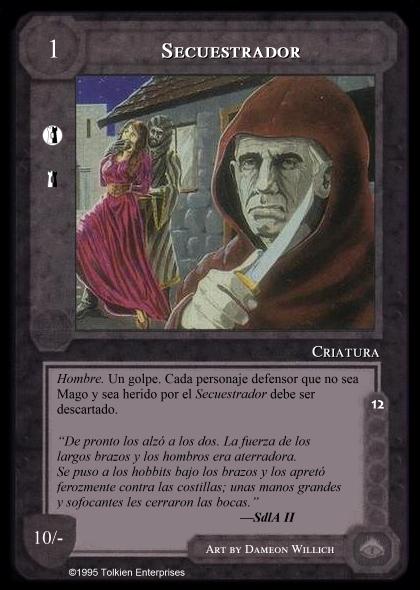 1
SECUESTRADOR
CRIATURA
Hombre. Un golpe. Cada personaje defensor que no sea
Mago y sea herido por el Secuestrador debe ser
descartado.
12
“De pronto los alzó a los dos. La fuerza de los
largos brazos y los hombros era aterradora.
Se puso a los hobbits bajo los brazos y los apretó
ferozmente contra las costillas; unas manos grandes
y sofocantes les cerraron las bocas.”
—SdlA II
10/-
ART BY DAMEON WILLICH
©1995 Tolkien Enterprises